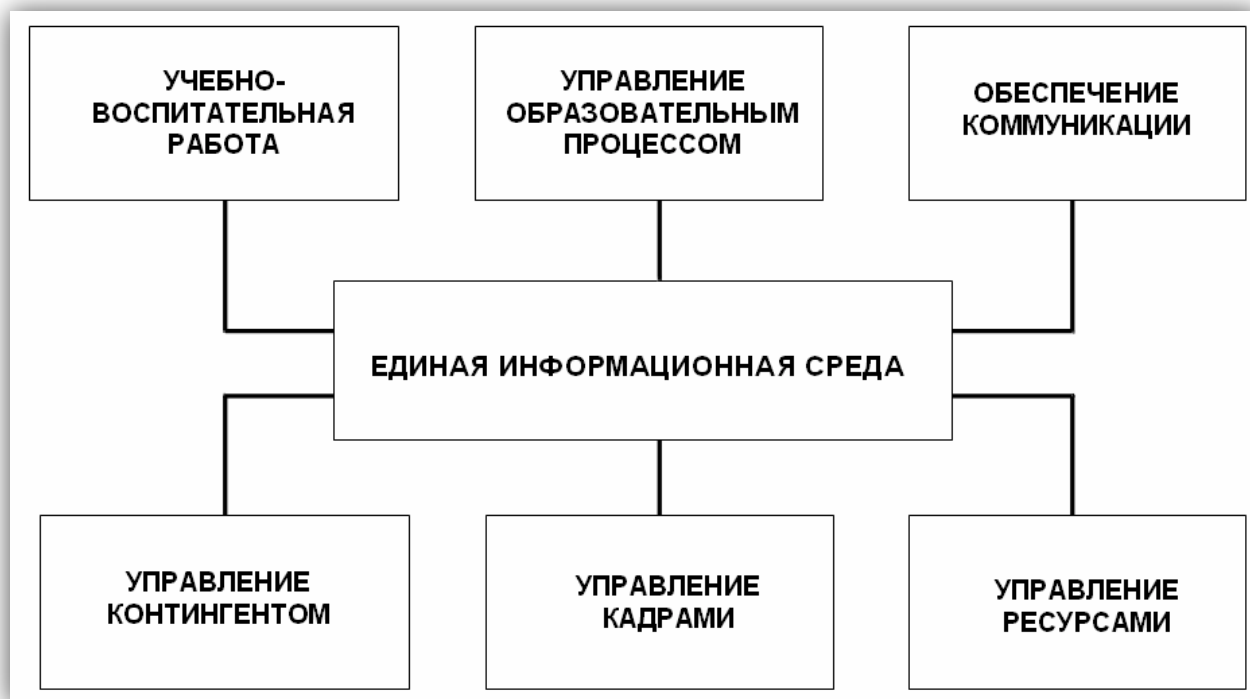 УЧЕБНО-
ВОСПИТАТЕЛЬНАЯ
РАБОТА
УПРАВЛЕНИЕ
ОБРАЗОВАТЕЛЬНЫМ
ПРОЦЕССОМ
ОБЕСПЕЧЕНИЕ
КОММУНИКАЦИИ
ЕДИНАЯ ИНФОРМАЦИОННАЯ СРЕДА
УПРАВЛЕНИЕ
КОНТИНГЕНТОМ
УПРАВЛЕНИЕ
КАДРАМИ
УПРАВЛЕНИЕ
РЕСУРСАМИ